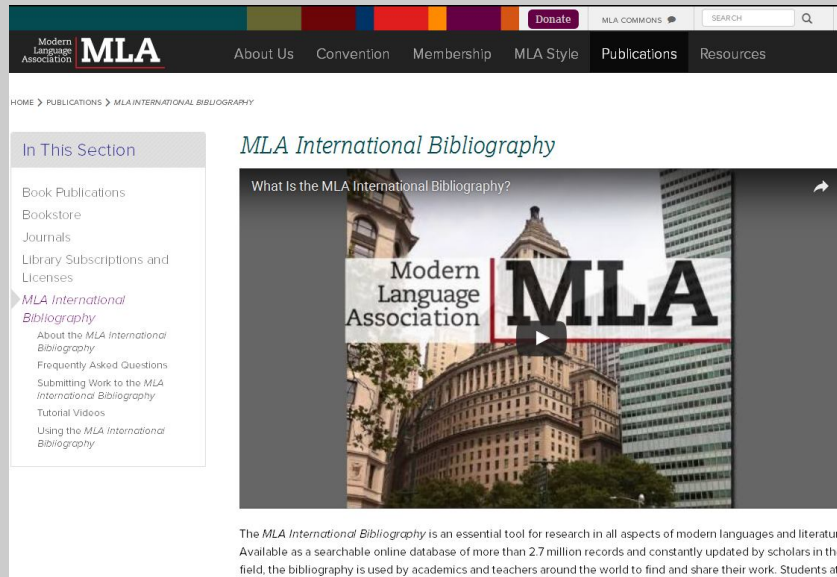 Donate
MLA COMMONS
SEARCH
Modern
Language
Association
MLA
About Us
Convention
Membership
MLA Style
Publications
Resources
HOME > PUBLICATIONS > MLA INTERNATIONAL BIBLIOGRAPHY
In This Section
Book Publications
Bookstore
Journals
Library Subscriptions and
Licenses
MLA International
Bibliography
About the MLA International
Bibliography
Frequently Asked Questions
Submitting Work to the MLA
International Bibliography
Tutorial Videos
Using the MLA International
Bibliography
MLA International Bibliography
What Is the MLA International Bibliography?
Modern
Language
Association
MLA
The MLA International Bibliography is an essential tool for research in all aspects of modern languages and literatur
Available as a searchable online database of more than 2.7 million records and constantly updated by scholars in th
field, the bibliography is used by academics and teachers around the world to find and share their work. Students at